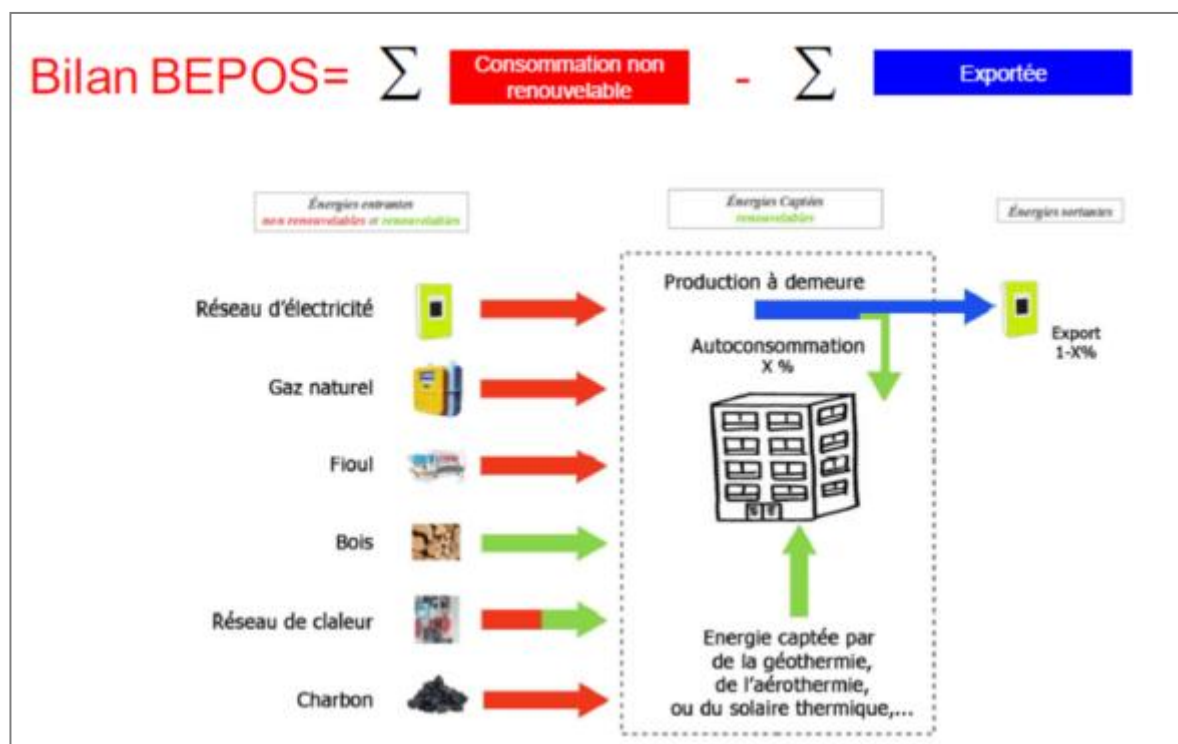 Bilan BEPOS= ∑ Consommation non renouvelable - ∑ Exportée
Énergies entrantes
non renouvelables et renouvelables
Énergies Captées
renouvelables
Énergies sortantes
Réseau d'électricité
Production à demeure
Autoconsommation
X %
Export
1-X%
Gaz naturel
Fioul
Bois
Réseau de claleur
Charbon
Energie captée par
de la géothermie,
de l'aérothermie,
ou du solaire thermique,...